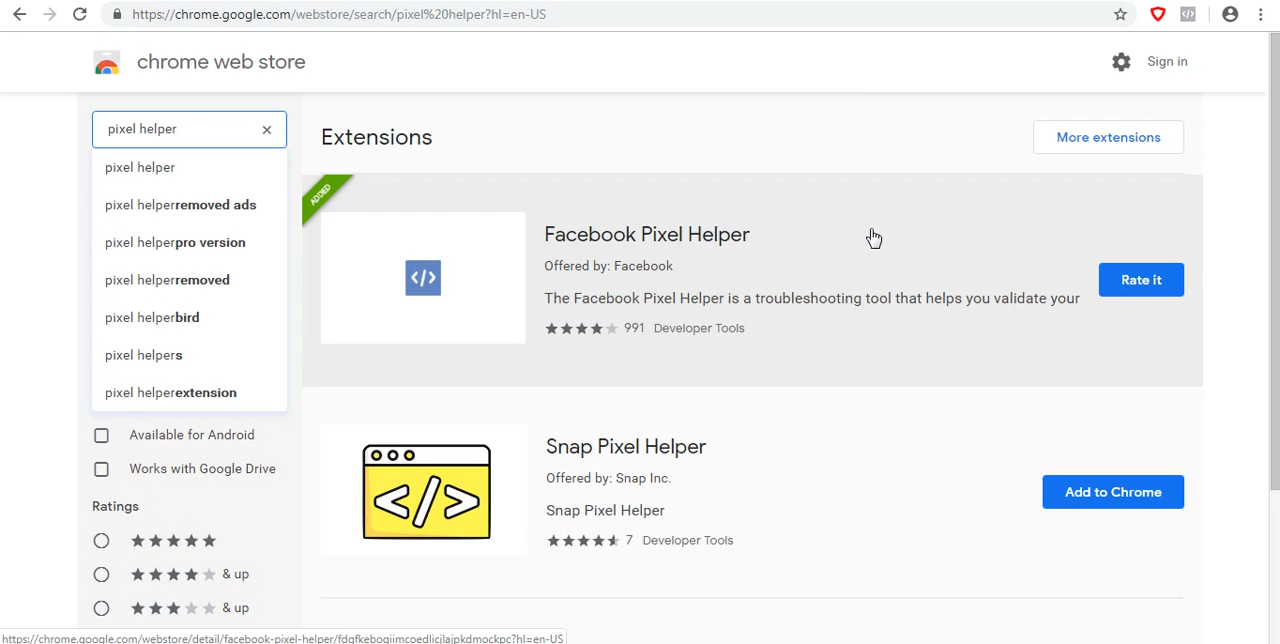 https://chrome.google.com/webstore/search/pixel%20helper?hl=en-US
chrome web store
Sign in
pixel helper
pixel helper
pixel helperremoved ads
pixel helperpro version
pixel helperremoved
pixel helperbird
pixel helpers
pixel helperextension
Available for Android
Works with Google Drive
Ratings
& up
& up
Extensions
More extensions
ADDED
</>
Facebook Pixel Helper
Offered by: Facebook
The Facebook Pixel Helper is a troubleshooting tool that helps you validate your
991 Developer Tools
Rate it
</>
Snap Pixel Helper
Offered by: Snap Inc.
Snap Pixel Helper
7 Developer Tools
Add to Chrome